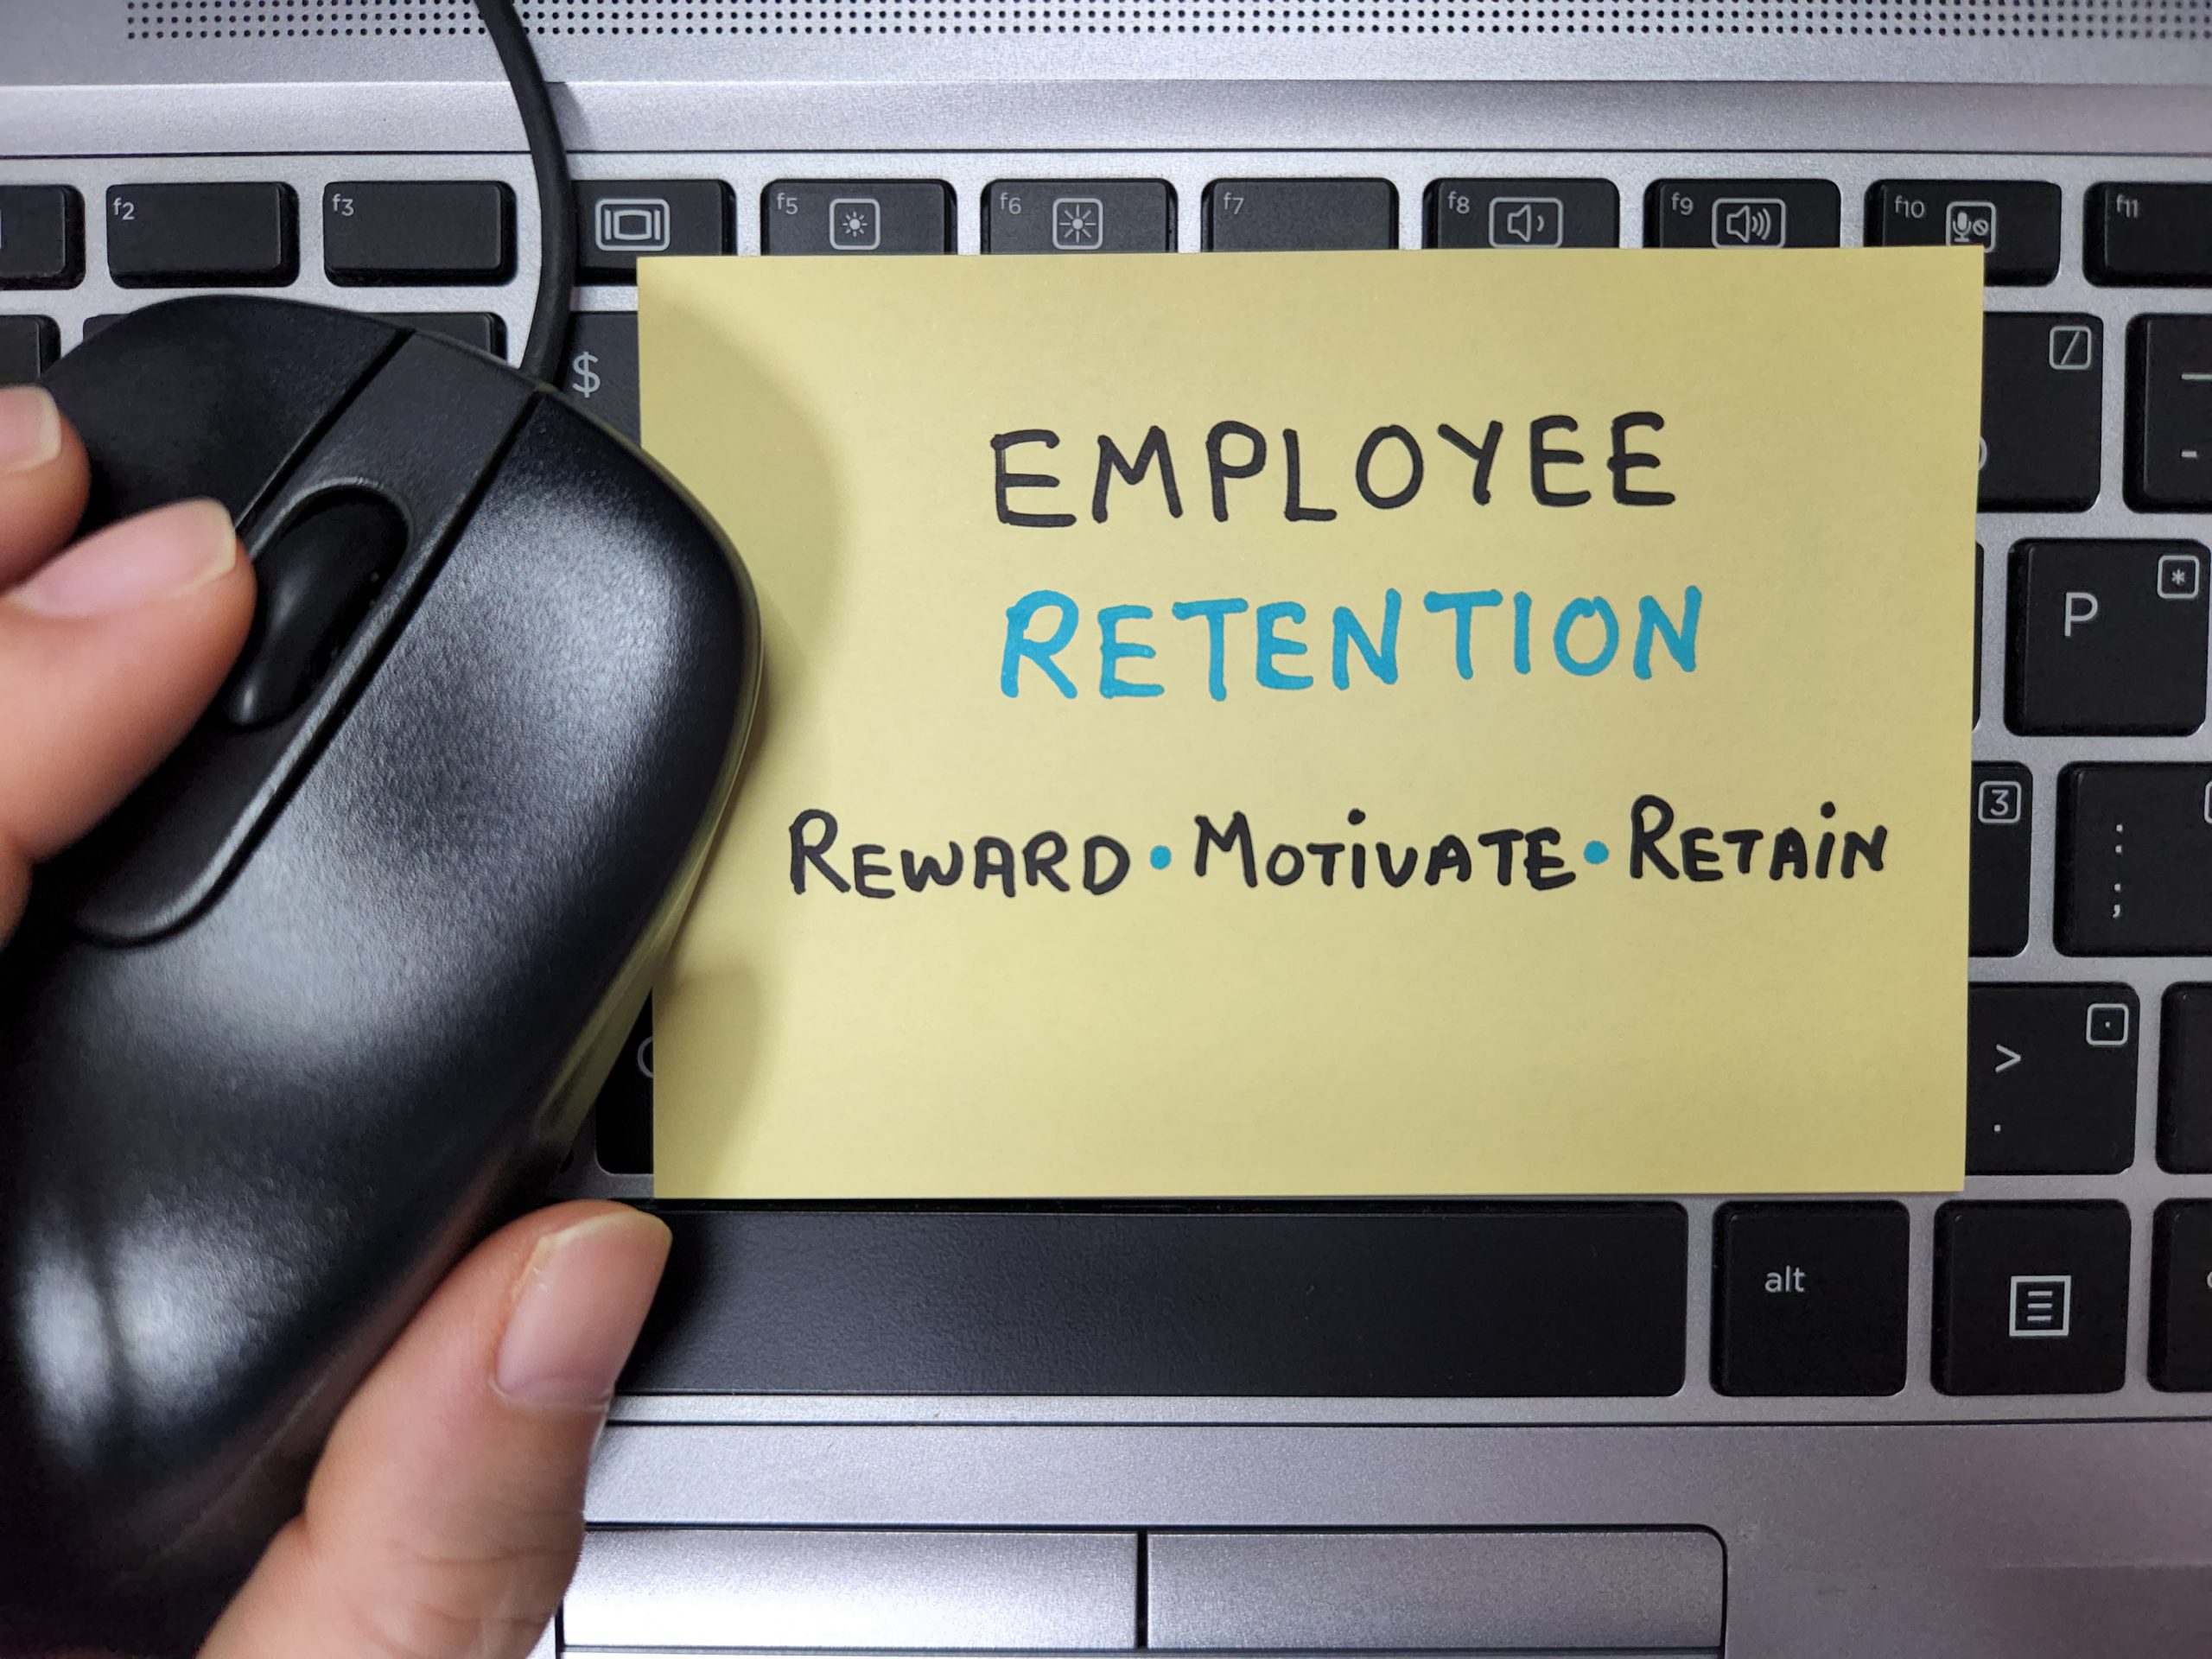 f2 f3 f5 f6 f7 f8 f9 f10 f11
$
EMPLOYEE
RETENTION
P *
REWARD • MOTIVATE • RETAIN
3 : ;
> .
alt